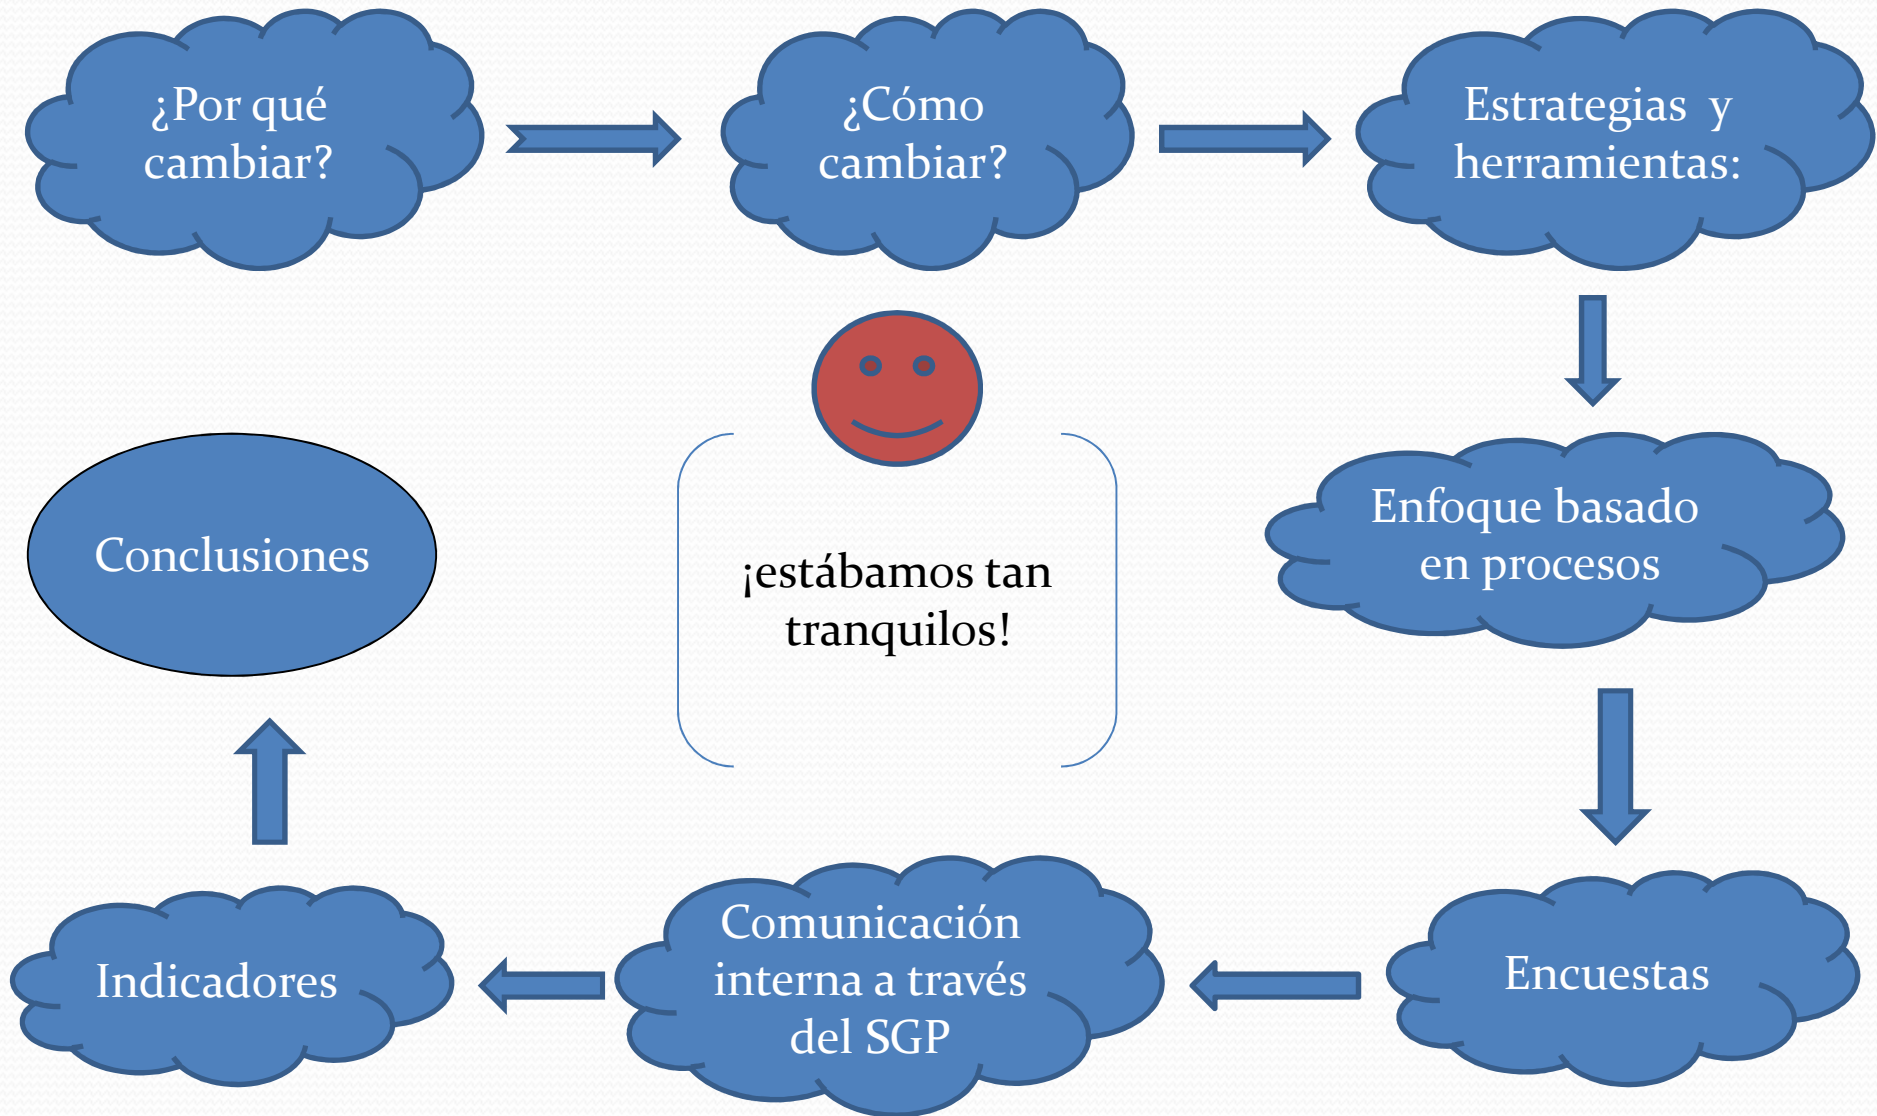 ¿Por qué
cambiar?
¿Cómo
cambiar?
Estrategias y
herramientas:
Enfoque basado
en procesos
Encuestas
Comunicación
interna a través
del SGP
Indicadores
Conclusiones
¡estábamos tan
tranquilos!